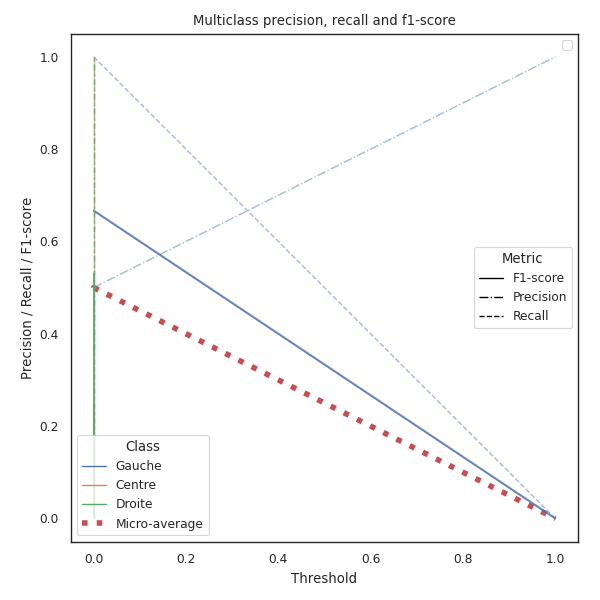 Multiclass precision, recall and f1-score
Precision / Recall / F1-score
1.0
0.8
0.6
0.4
0.2
0.0
Metric
F1-score
Precision
Recall
Class
Gauche
Centre
Droite
Micro-average
0.0 0.2 0.4 0.6 0.8 1.0
Threshold